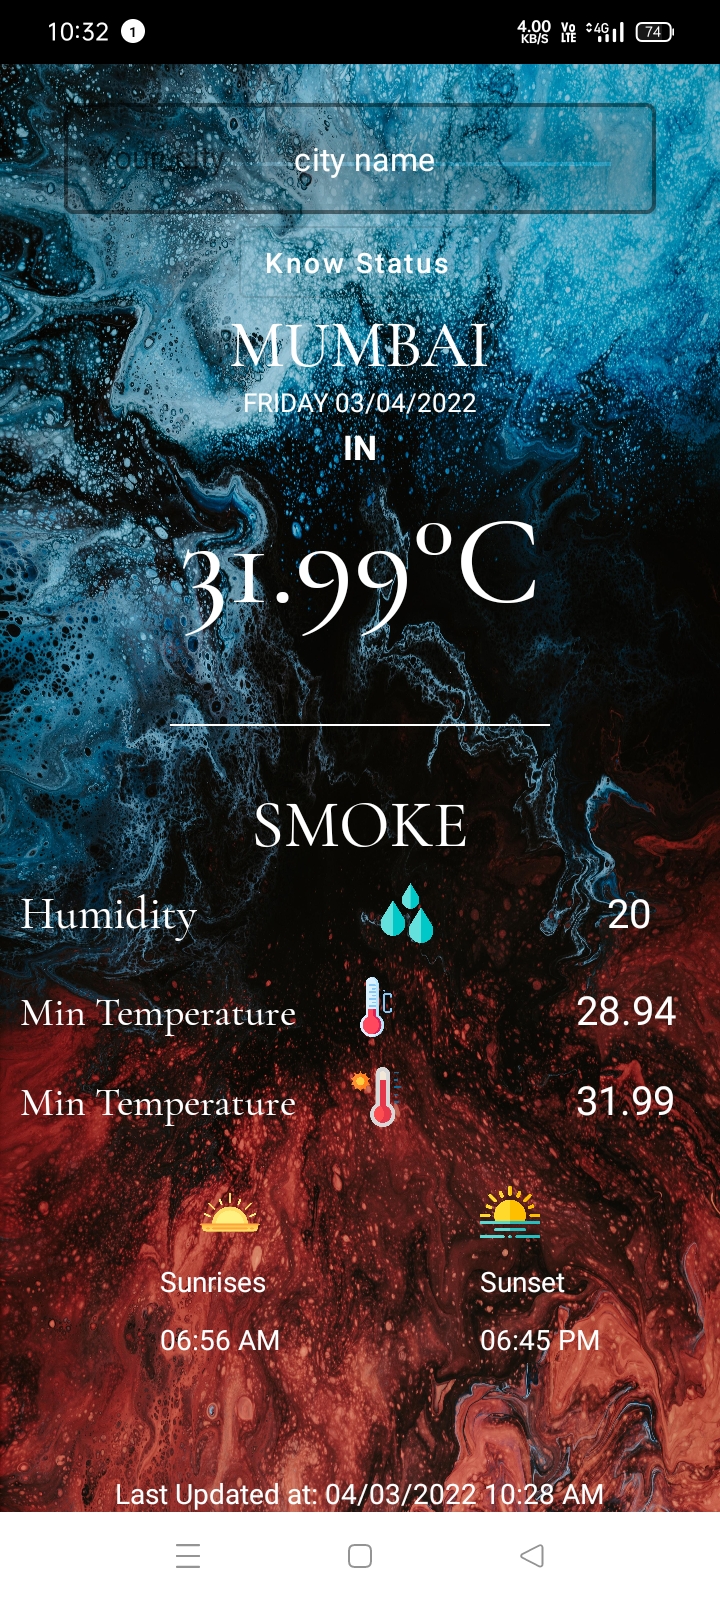 10:32 1 4.00 KB/S Vo LTE 4G 74
Your City city name
Know Status
MUMBAI
FRIDAY 03/04/2022
IN
31.99°C
SMOKE
Humidity 20
Min Temperature 28.94
Min Temperature 31.99
Sunrises Sunset
06:56 AM 06:45 PM
Last Updated at: 04/03/2022 10:28 AM